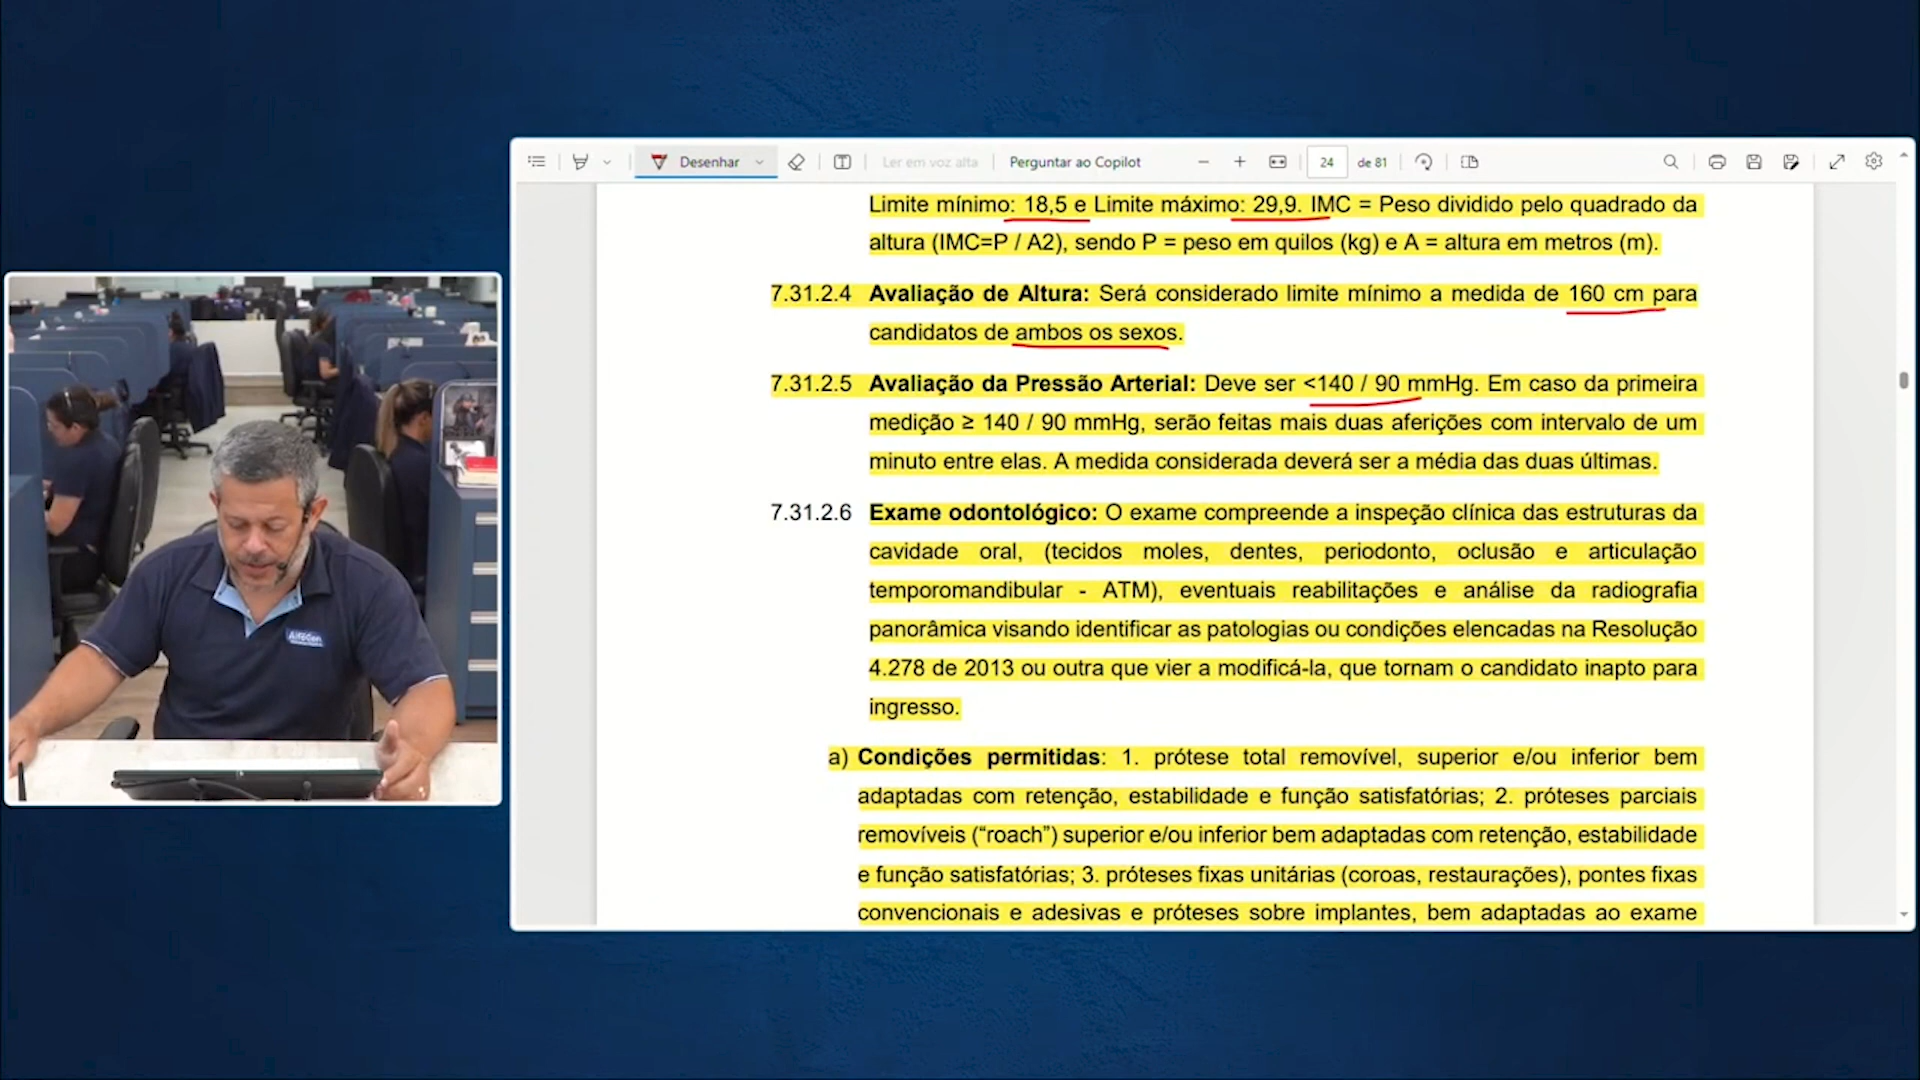 Desenhar
Ler em voz alta
Perguntar ao Copilot
24
de 81
Limite mínimo: 18,5 e Limite máximo: 29,9. IMC = Peso dividido pelo quadrado da
altura (IMC=P / A2), sendo P = peso em quilos (kg) e A = altura em metros (m).
7.31.2.4 Avaliação de Altura: Será considerado limite mínimo a medida de 160 cm para
candidatos de ambos os sexos.
7.31.2.5 Avaliação da Pressão Arterial: Deve ser <140 / 90 mmHg. Em caso da primeira
medição ≥ 140 / 90 mmHg, serão feitas mais duas aferições com intervalo de um
minuto entre elas. A medida considerada deverá ser a média das duas últimas.
7.31.2.6 Exame odontológico: O exame compreende a inspeção clínica das estruturas da
cavidade oral, (tecidos moles, dentes, periodonto, oclusão e articulação
temporomandibular - ATM), eventuais reabilitações e análise da radiografia
panorâmica visando identificar as patologias ou condições elencadas na Resolução
4.278 de 2013 ou outra que vier a modificá-la, que tornam o candidato inapto para
ingresso.
a) Condições permitidas: 1. prótese total removível, superior e/ou inferior bem
adaptadas com retenção, estabilidade e função satisfatórias; 2. próteses parciais
removíveis (“roach”) superior e/ou inferior bem adaptadas com retenção, estabilidade
e função satisfatórias; 3. próteses fixas unitárias (coroas, restaurações), pontes fixas
convencionais e adesivas e próteses sobre implantes, bem adaptadas ao exame
AlfaCon